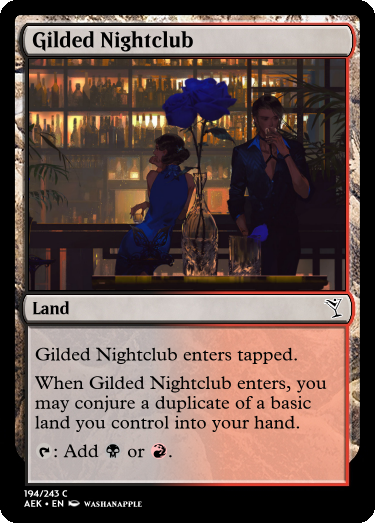 Gilded Nightclub
Land
Gilded Nightclub enters tapped.
When Gilded Nightclub enters, you
may conjure a duplicate of a basic
land you control into your hand.
: Add or .
194/243 C
AEK • EN WASHANAPPLE